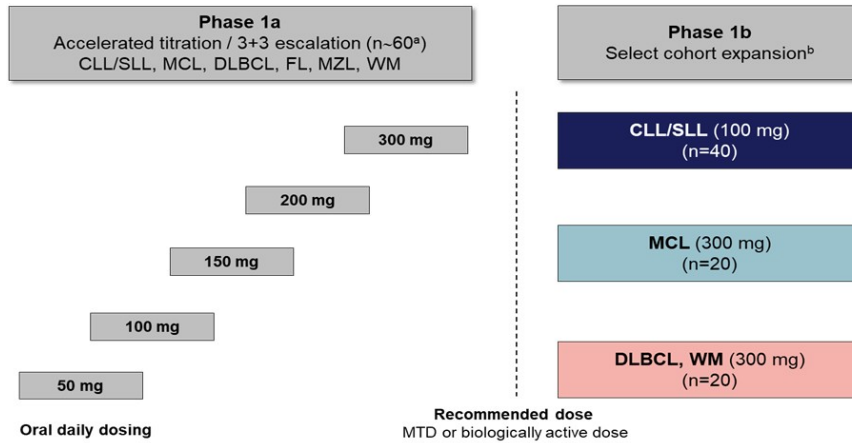 Phase 1a
Accelerated titration / 3+3 escalation (n~60ᵃ)
CLL/SLL, MCL, DLBCL, FL, MZL, WM
Phase 1b
Select cohort expansionᵇ
300 mg
200 mg
150 mg
100 mg
50 mg
Oral daily dosing
Recommended dose
MTD or biologically active dose
CLL/SLL (100 mg)
(n=40)
MCL (300 mg)
(n=20)
DLBCL, WM (300 mg)
(n=20)